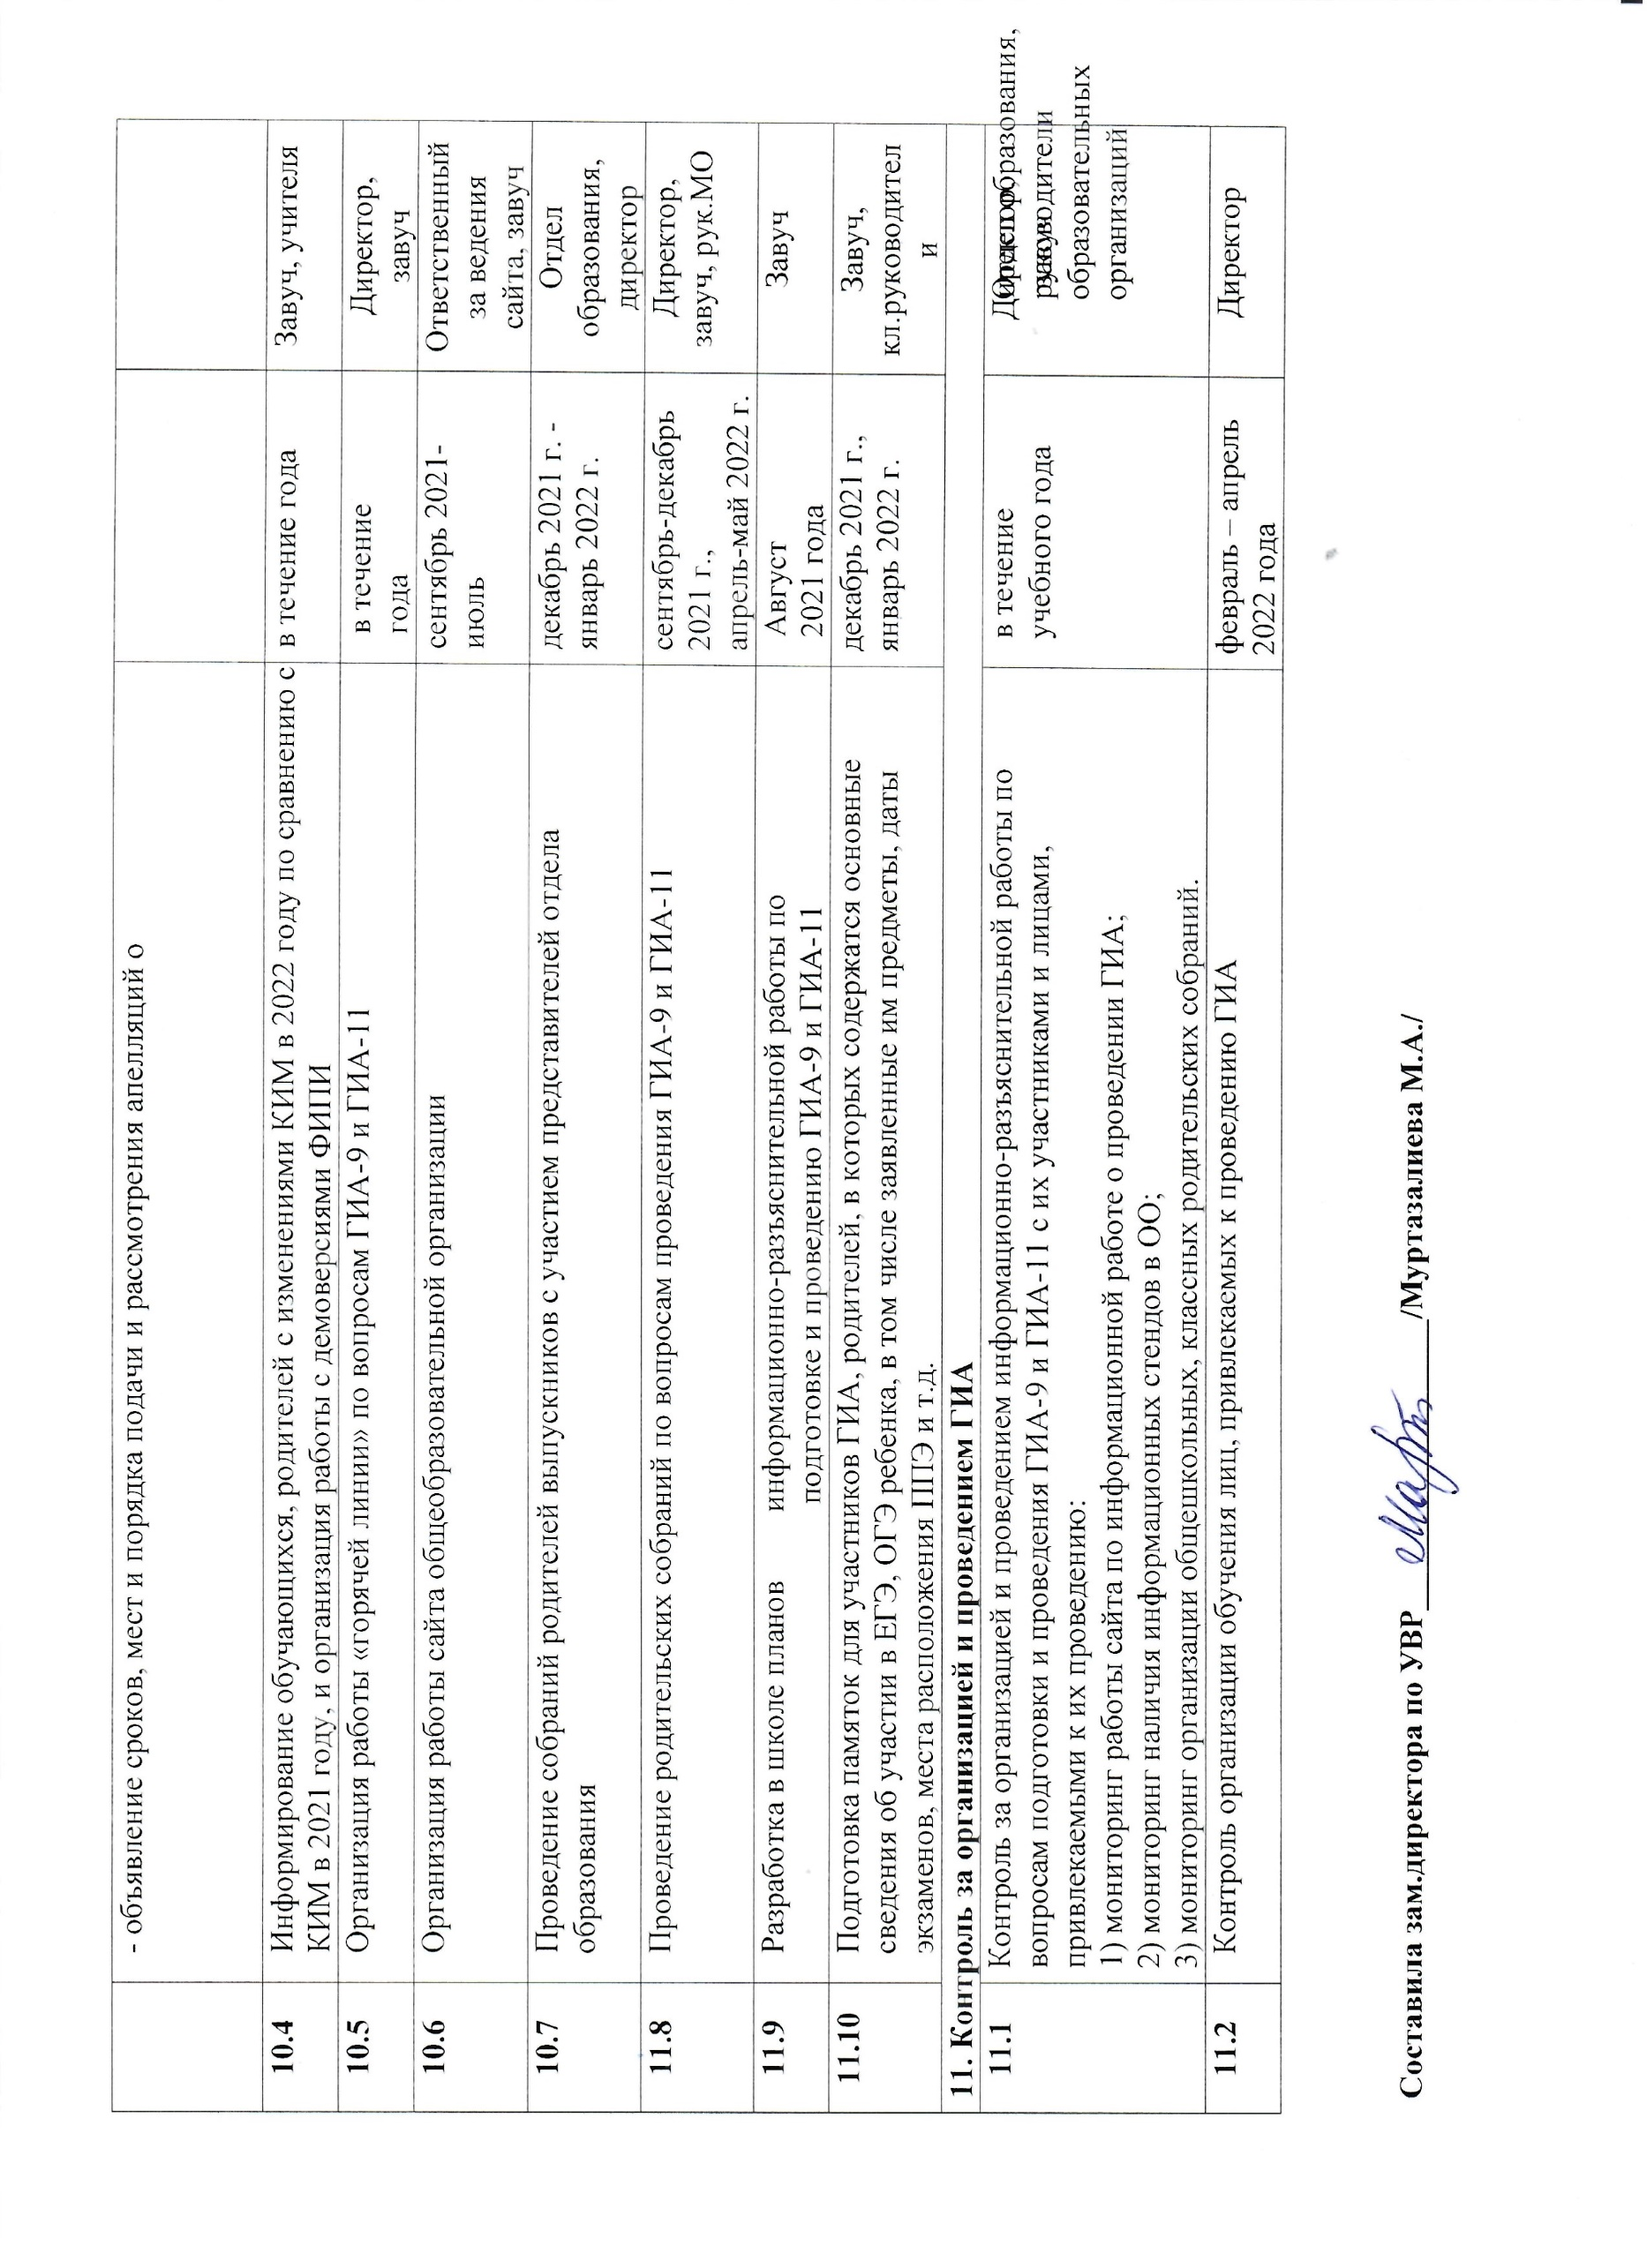 - объявление сроков, мест и порядка подачи и рассмотрения апелляций о
10.4
Информирование обучающихся, родителей с изменениями КИМ в 2022 году по сравнению с
КИМ в 2021 году, и организация работы с демоверсиями ФИПИ
в течение года
Завуч, учителя
10.5
Организация работы «горячей линии» по вопросам ГИА-9 и ГИА-11
в течение
года
Директор,
завуч
10.6
Организация работы сайта общеобразовательной организации
сентябрь 2021-
июль
Ответственный
за ведения
сайта, завуч
10.7
Проведение собраний родителей выпускников с участием представителей отдела
образования
декабрь 2021 г. -
январь 2022 г.
Отдел
образования,
директор
11.8
Проведение родительских собраний по вопросам проведения ГИА-9 и ГИА-11
сентябрь-декабрь
2021 г.,
апрель-май 2022 г.
Директор,
завуч, рук.МО
11.9
Разработка в школе планов информационно-разъяснительной работы по
подготовке и проведению ГИА-9 и ГИА-11
Август
2021 года
Завуч
11.10
Подготовка памяток для участников ГИА, родителей, в которых содержатся основные
сведения об участии в ЕГЭ, ОГЭ ребенка, в том числе заявленные им предметы, даты
экзаменов, места расположения ППЭ и т.д.
декабрь 2021 г.,
январь 2022 г.
Завуч,
кл.руководител
и
11. Контроль за организацией и проведением ГИА
11.1
Контроль за организацией и проведением информационно-разъяснительной работы по
вопросам подготовки и проведения ГИА-9 и ГИА-11 с их участниками и лицами,
привлекаемыми к их проведению:
1) мониторинг работы сайта по информационной работе о проведении ГИА;
2) мониторинг наличия информационных стендов в ОО;
3) мониторинг организации общешкольных, классных родительских собраний.
в течение
учебного года
образования,
руководители
образовательных
организаций
11.2
Контроль организации обучения лиц, привлекаемых к проведению ГИА
февраль – апрель
2022 года
Директор
Составила зам.директора по УВР /Муртазалиева М.А./